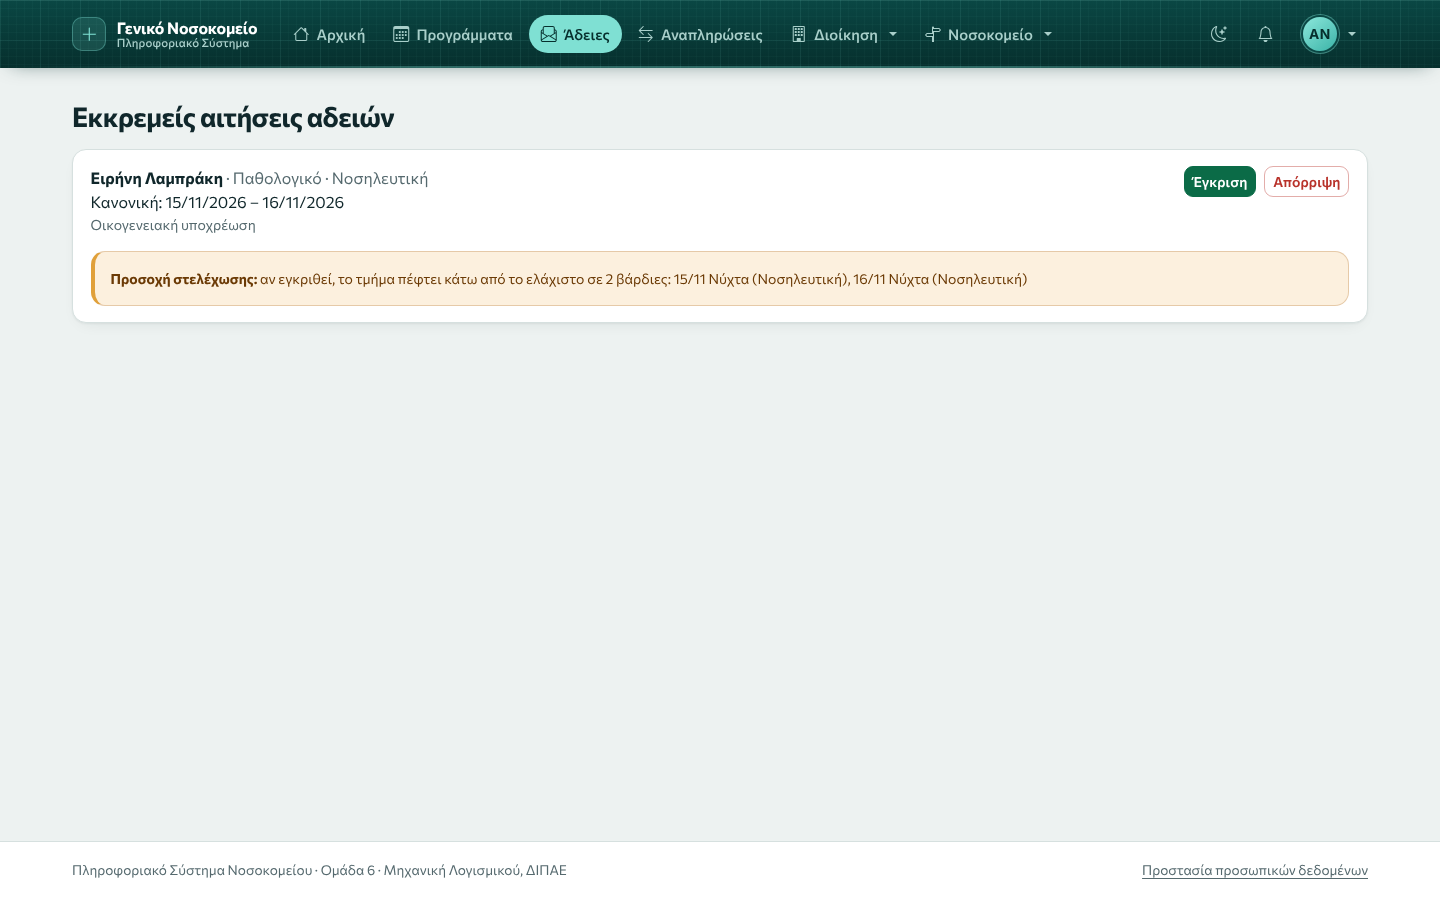 Γενικό Νοσοκομείο
Πληροφοριακό Σύστημα
Αρχική
Προγράμματα
Άδειες
Αναπληρώσεις
Διοίκηση
Νοσοκομείο
ΑΝ
Εκκρεμείς αιτήσεις αδειών
Ειρήνη Λαμπράκη · Παθολογικό · Νοσηλευτική
Κανονική: 15/11/2026 – 16/11/2026
Οικογενειακή υποχρέωση
Έγκριση
Απόρριψη
Προσοχή στελέχωσης: αν εγκριθεί, το τμήμα πέφτει κάτω από το ελάχιστο σε 2 βάρδιες: 15/11 Νύχτα (Νοσηλευτική), 16/11 Νύχτα (Νοσηλευτική)
Πληροφοριακό Σύστημα Νοσοκομείου · Ομάδα 6 · Μηχανική Λογισμικού, ΔΙΠΑΕ
Προστασία προσωπικών δεδομένων